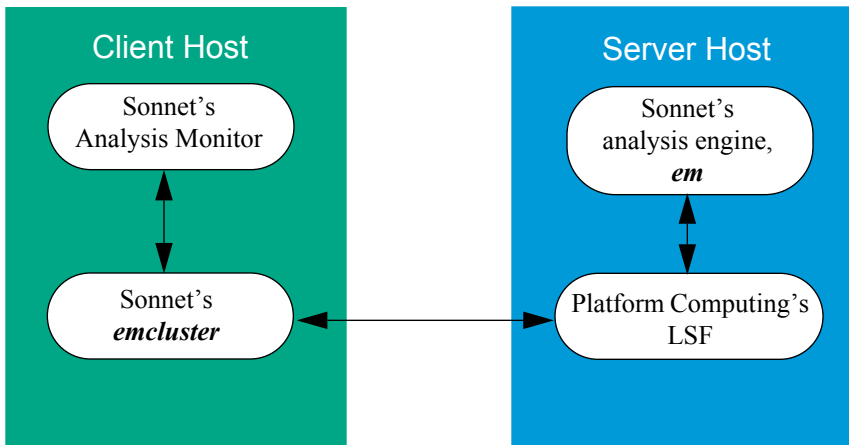 Client Host
Sonnet’s
Analysis Monitor
Sonnet’s
emcluster
Server Host
Sonnet’s
analysis engine,
em
Platform Computing’s
LSF